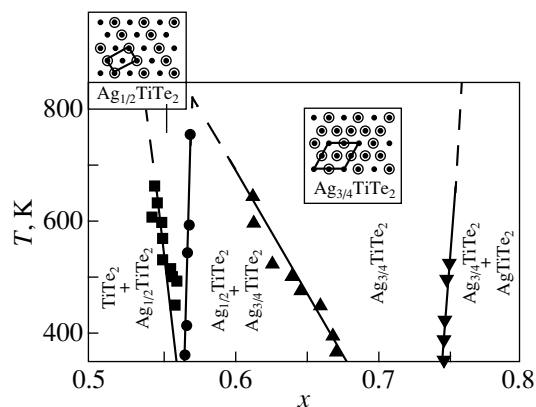 Ag1/2TiTe2
Ag3/4TiTe2
800
600
400
T, K
TiTe2
+
Ag1/2TiTe2
Ag1/2TiTe2
+
Ag3/4TiTe2
Ag3/4TiTe2
Ag3/4TiTe2
+
AgTiTe2
0.5
0.6
0.7
0.8
x